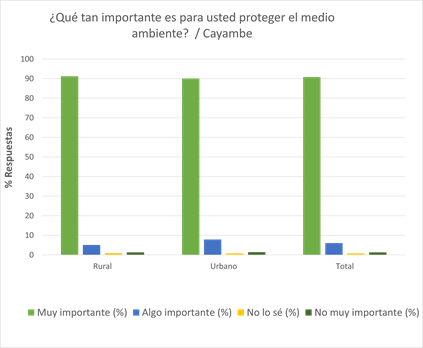 ¿Qué tan importante es para usted proteger el medio
ambiente? / Cayambe
% Respuestas
100
90
80
70
60
50
40
30
20
10
0
Rural Urbano Total
Muy importante (%) Algo importante (%) No lo sé (%) No muy importante (%)